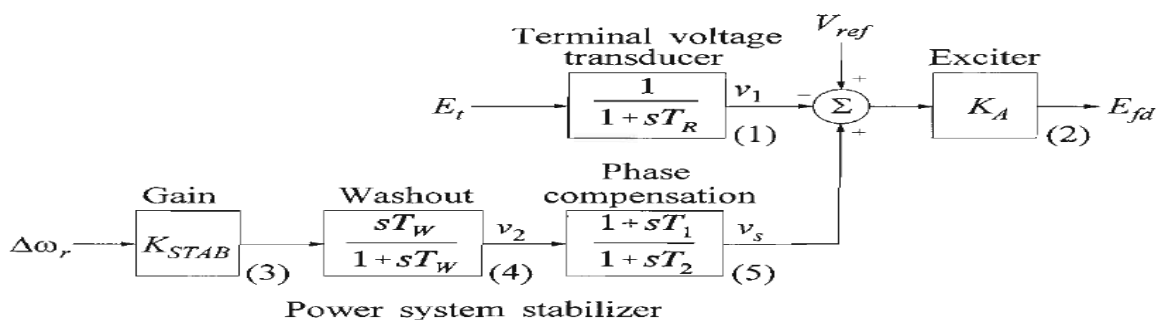 Terminal voltage
transducer
V_ref
Exciter
E_t
1
1 + sT_R
v_1
(1)
−
+
Σ
+
K_A
(2)
E_fd
Phase
compensation
Gain
Washout
Δω_r
K_STAB
(3)
sT_W
1 + sT_W
v_2
(4)
1 + sT_1
1 + sT_2
v_s
(5)
Power system stabilizer